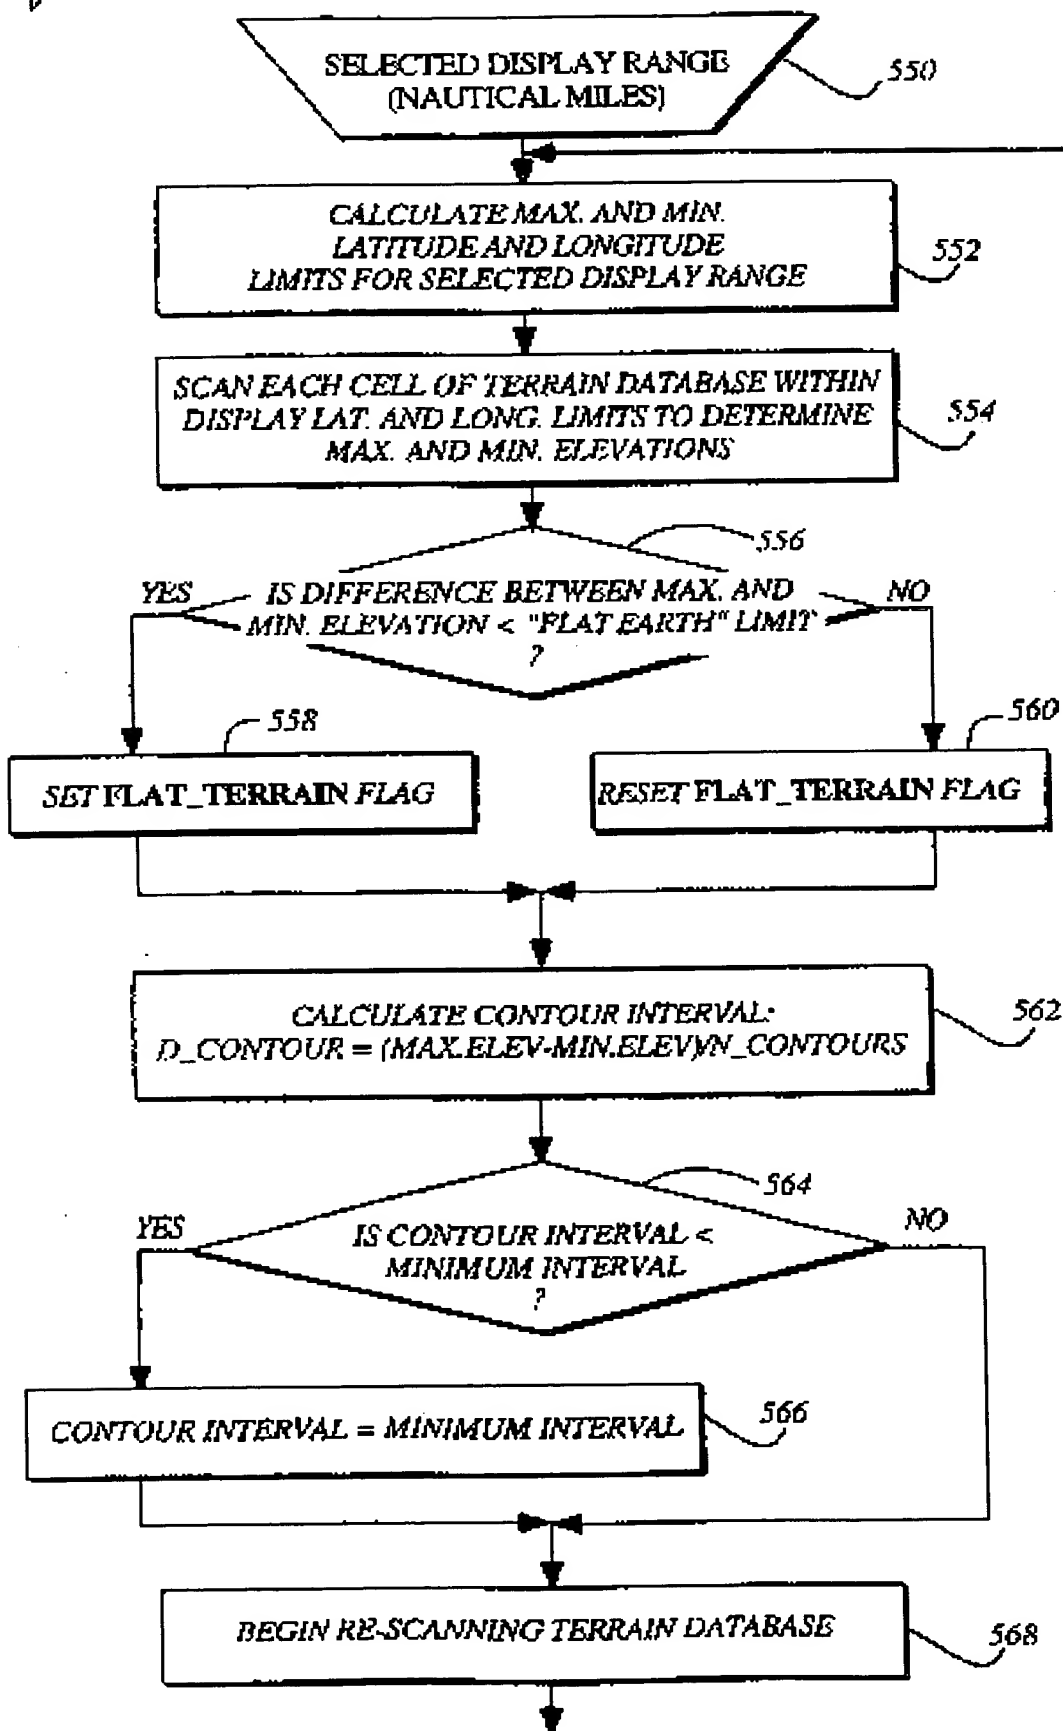 SELECTED DISPLAY RANGE
(NAUTICAL MILES)
550
CALCULATE MAX. AND MIN.
LATITUDE AND LONGITUDE
LIMITS FOR SELECTED DISPLAY RANGE
552
SCAN EACH CELL OF TERRAIN DATABASE WITHIN
DISPLAY LAT. AND LONG. LIMITS TO DETERMINE
MAX. AND MIN. ELEVATIONS
554
556
YES
IS DIFFERENCE BETWEEN MAX. AND
MIN. ELEVATION < "FLAT EARTH" LIMIT
?
NO
558
560
SET FLAT_TERRAIN FLAG
RESET FLAT_TERRAIN FLAG
CALCULATE CONTOUR INTERVAL:
D_CONTOUR = (MAX.ELEV-MIN.ELEV)/N_CONTOURS
562
564
YES
IS CONTOUR INTERVAL <
MINIMUM INTERVAL
?
NO
CONTOUR INTERVAL = MINIMUM INTERVAL
566
BEGIN RE-SCANNING TERRAIN DATABASE
568